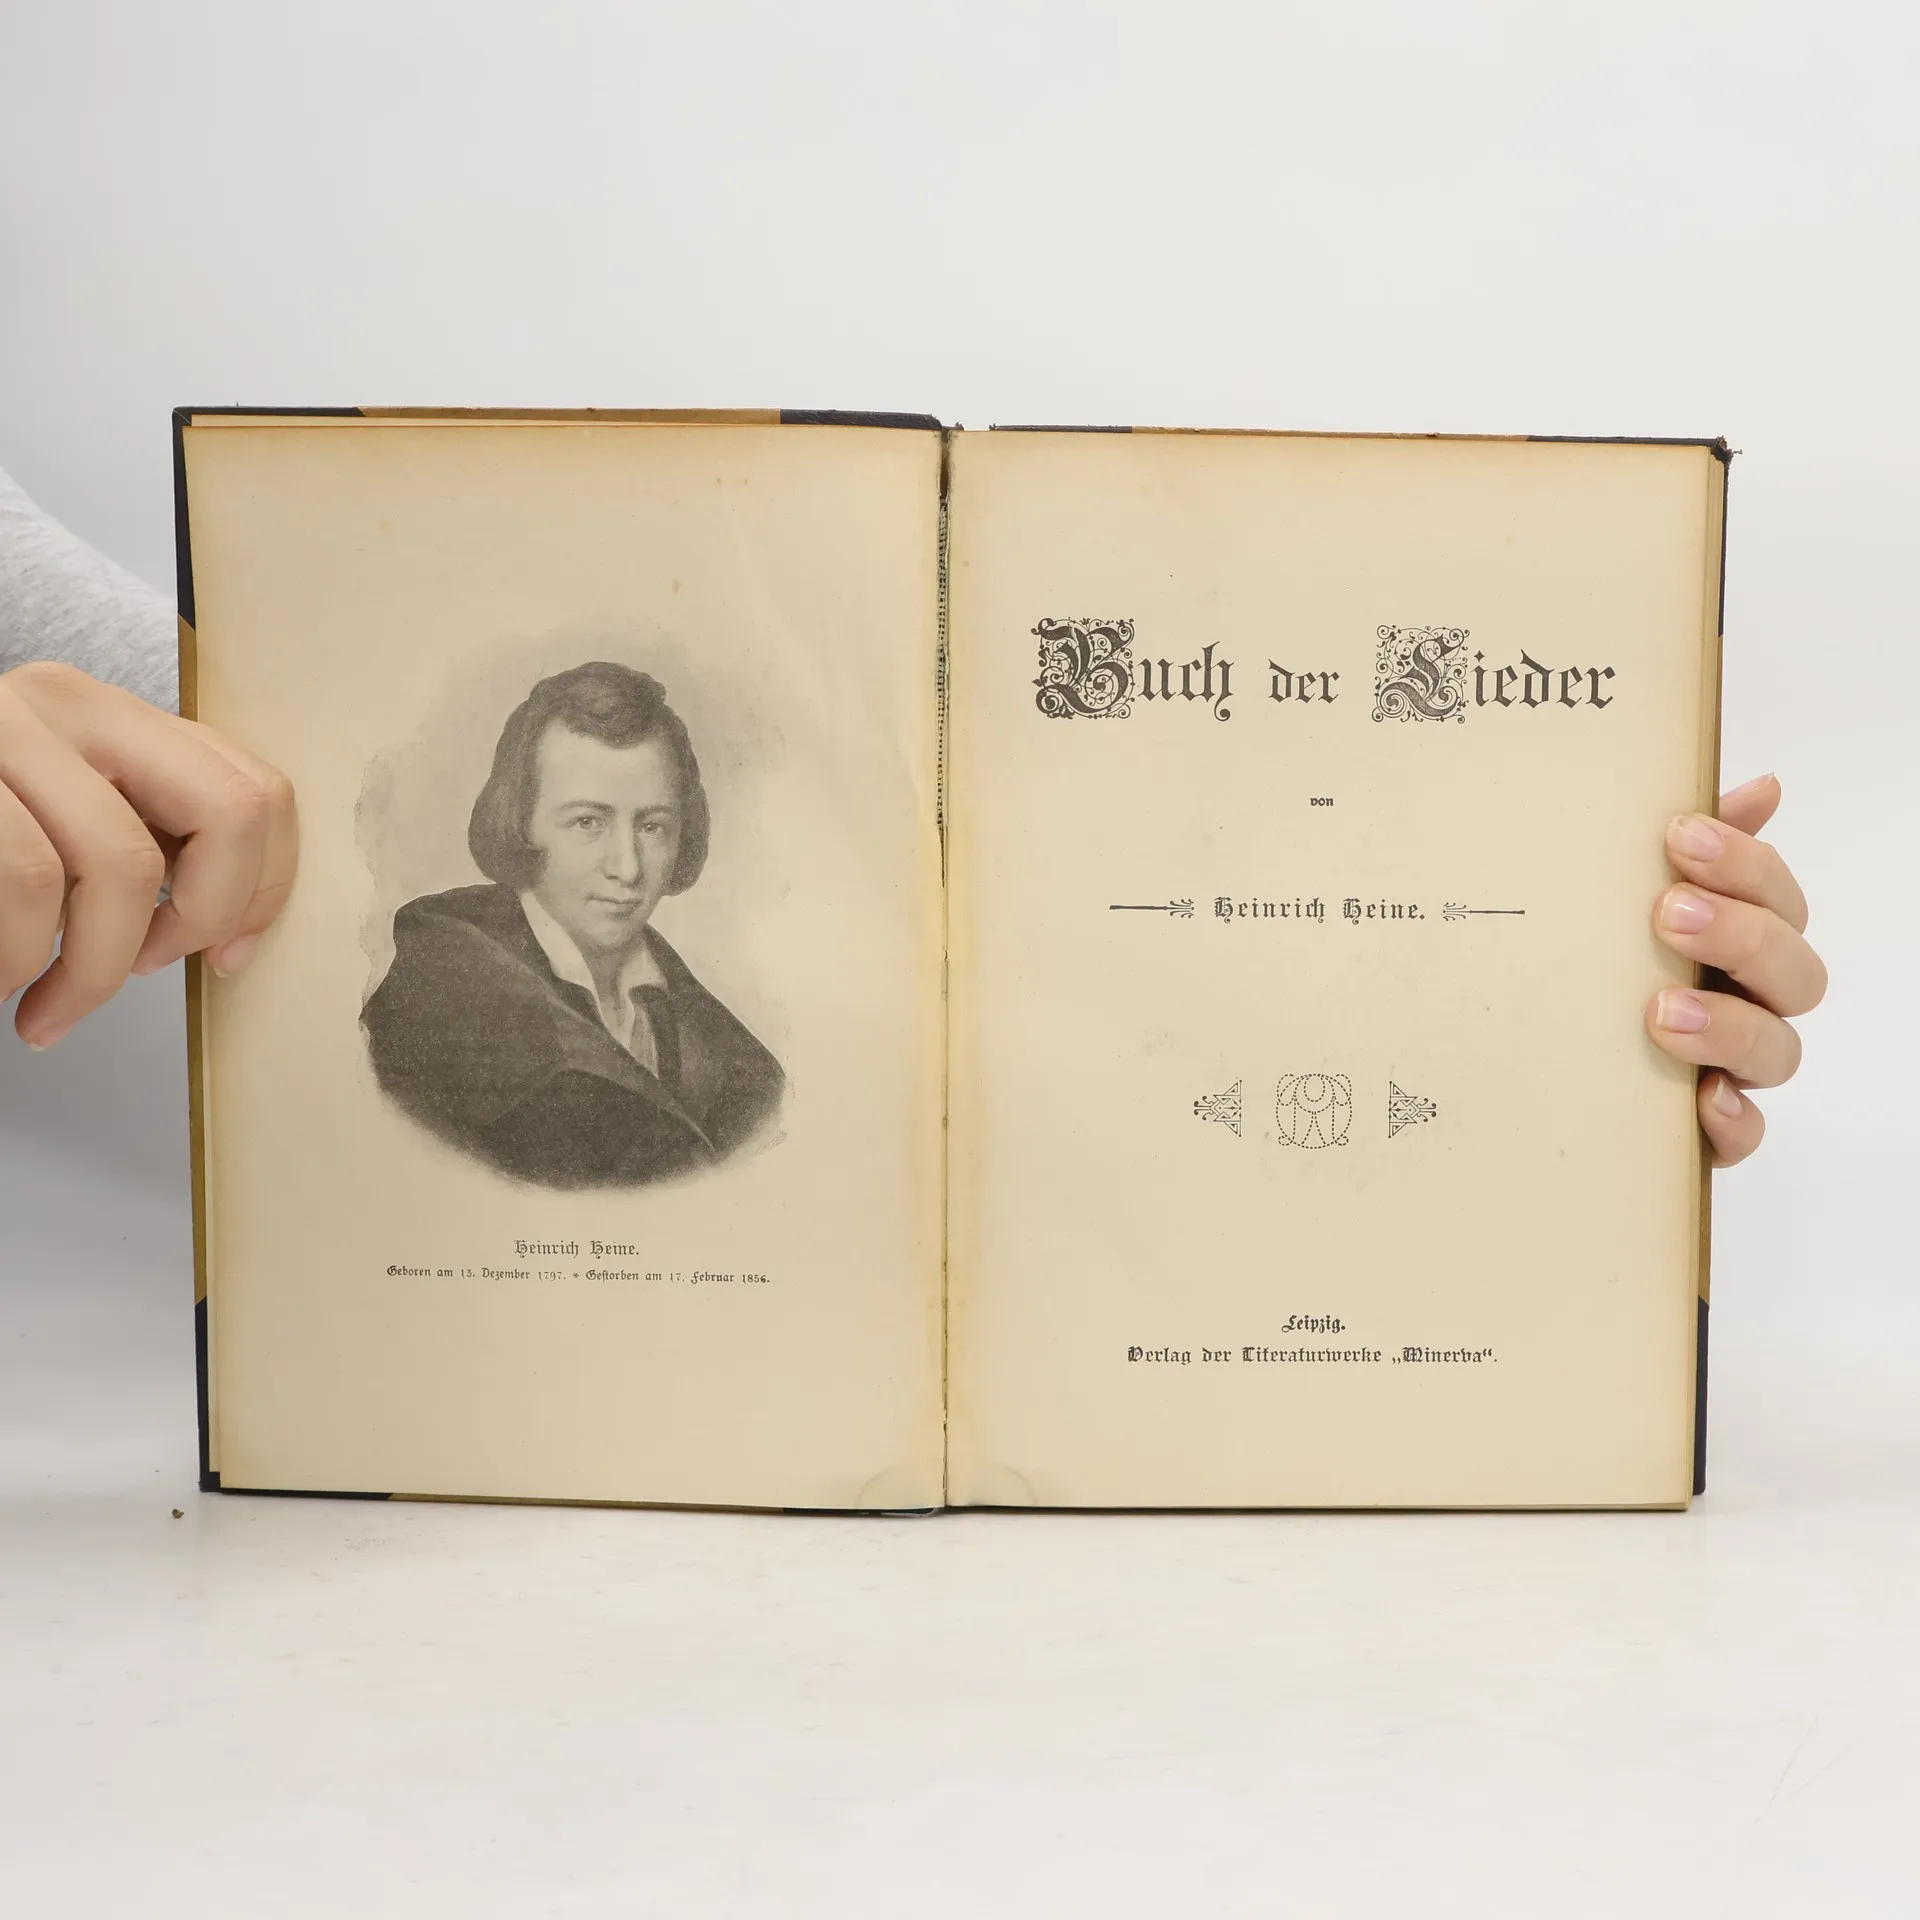 Heinrich Heine.
Geboren am 13. Dezember 1797. * Gestorben am 17. Februar 1856.
Buch der Lieder
von
Heinrich Heine.
Leipzig.
Verlag der Literaturwerke „Minerva“.